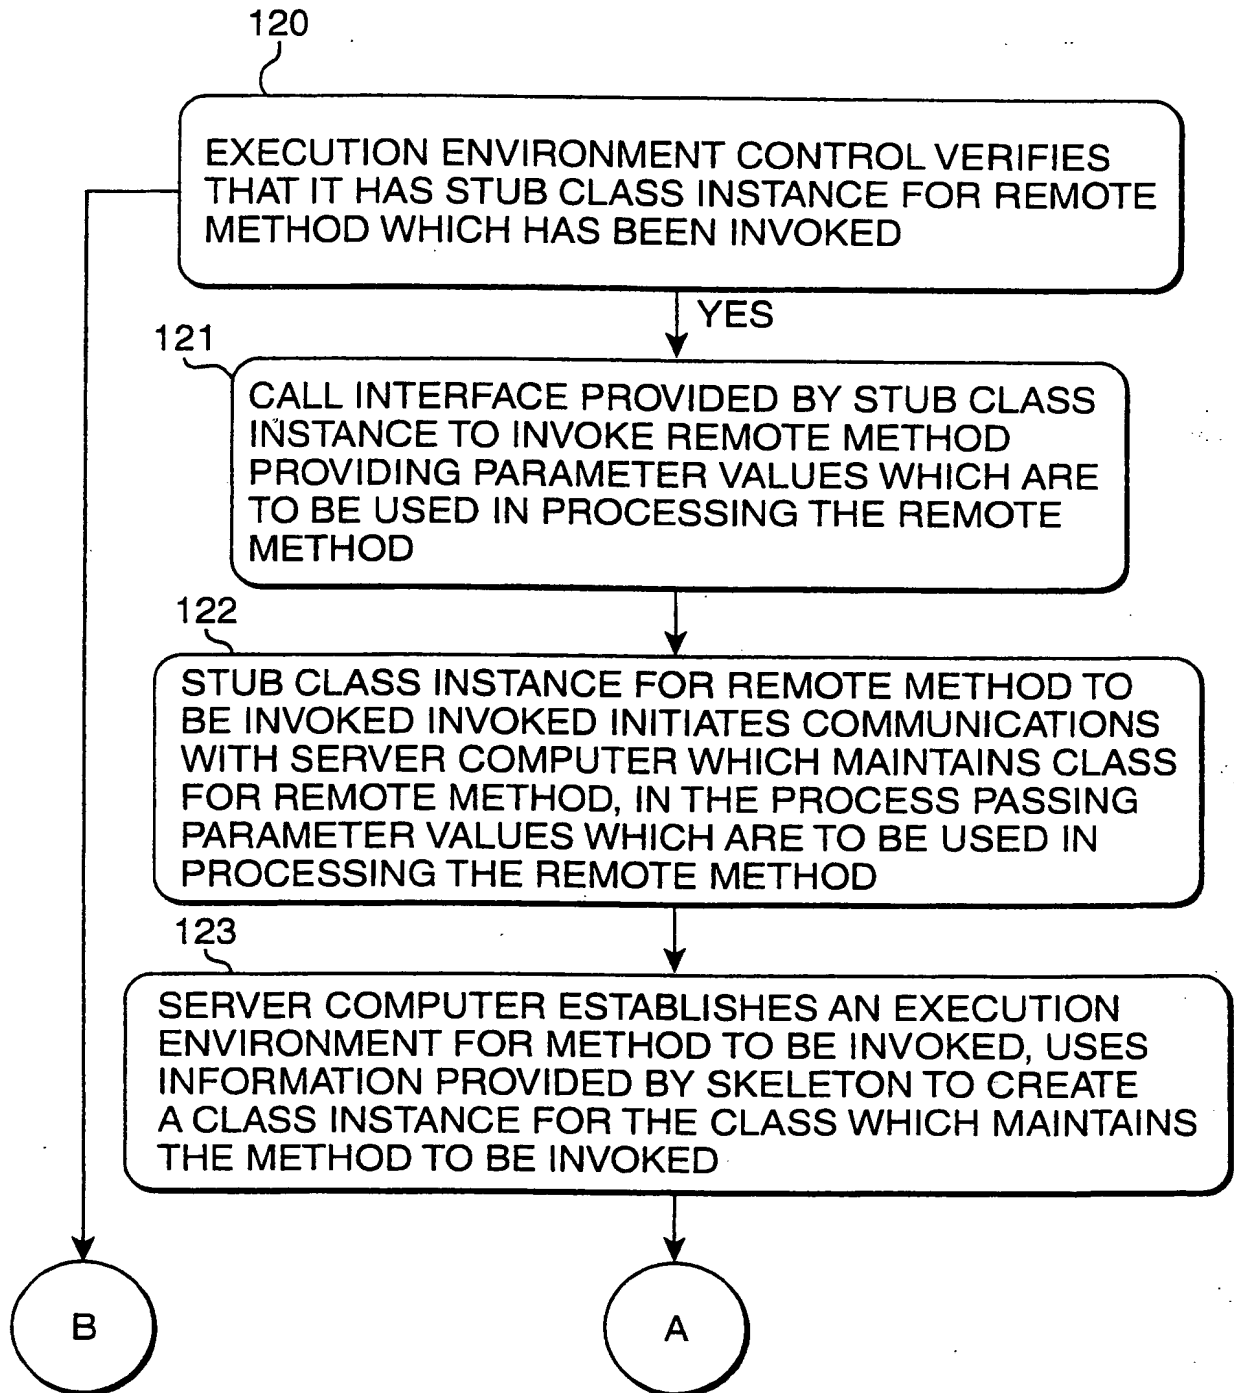 120
EXECUTION ENVIRONMENT CONTROL VERIFIES
THAT IT HAS STUB CLASS INSTANCE FOR REMOTE
METHOD WHICH HAS BEEN INVOKED
YES
121
CALL INTERFACE PROVIDED BY STUB CLASS
INSTANCE TO INVOKE REMOTE METHOD
PROVIDING PARAMETER VALUES WHICH ARE
TO BE USED IN PROCESSING THE REMOTE
METHOD
122
STUB CLASS INSTANCE FOR REMOTE METHOD TO
BE INVOKED INVOKED INITIATES COMMUNICATIONS
WITH SERVER COMPUTER WHICH MAINTAINS CLASS
FOR REMOTE METHOD, IN THE PROCESS PASSING
PARAMETER VALUES WHICH ARE TO BE USED IN
PROCESSING THE REMOTE METHOD
123
SERVER COMPUTER ESTABLISHES AN EXECUTION
ENVIRONMENT FOR METHOD TO BE INVOKED, USES
INFORMATION PROVIDED BY SKELETON TO CREATE
A CLASS INSTANCE FOR THE CLASS WHICH MAINTAINS
THE METHOD TO BE INVOKED
B
A